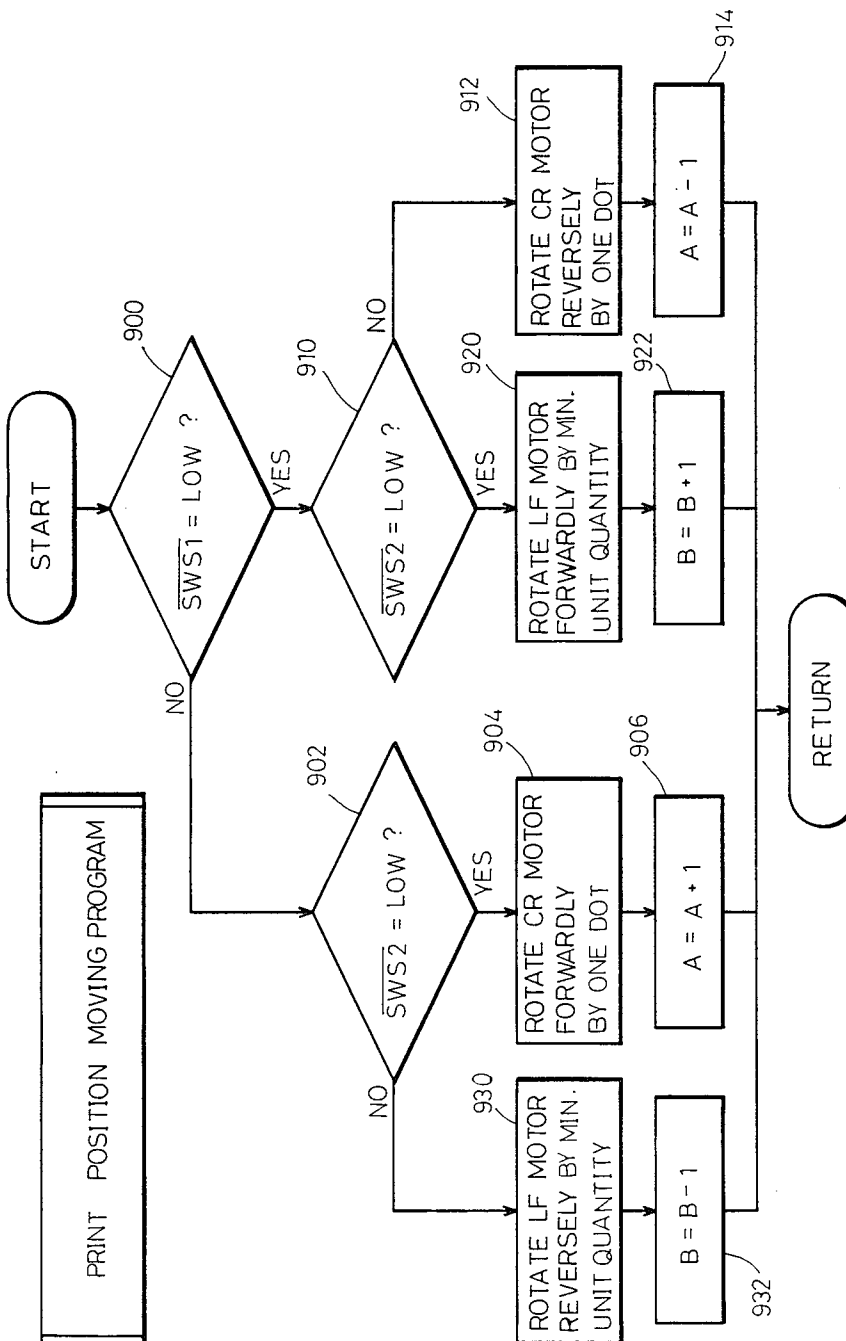 PRINT POSITION MOVING PROGRAM
START
900
SWS1 = LOW ?
NO
YES
902
SWS2 = LOW ?
NO
YES
910
SWS2 = LOW ?
YES
NO
930
ROTATE LF MOTOR
REVERSELY BY MIN.
UNIT QUANTITY
904
ROTATE CR MOTOR
FORWARDLY
BY ONE DOT
920
ROTATE LF MOTOR
FORWARDLY BY MIN.
UNIT QUANTITY
912
ROTATE CR MOTOR
REVERSELY
BY ONE DOT
932
B = B - 1
906
A = A + 1
922
B = B + 1
914
A = A - 1
RETURN